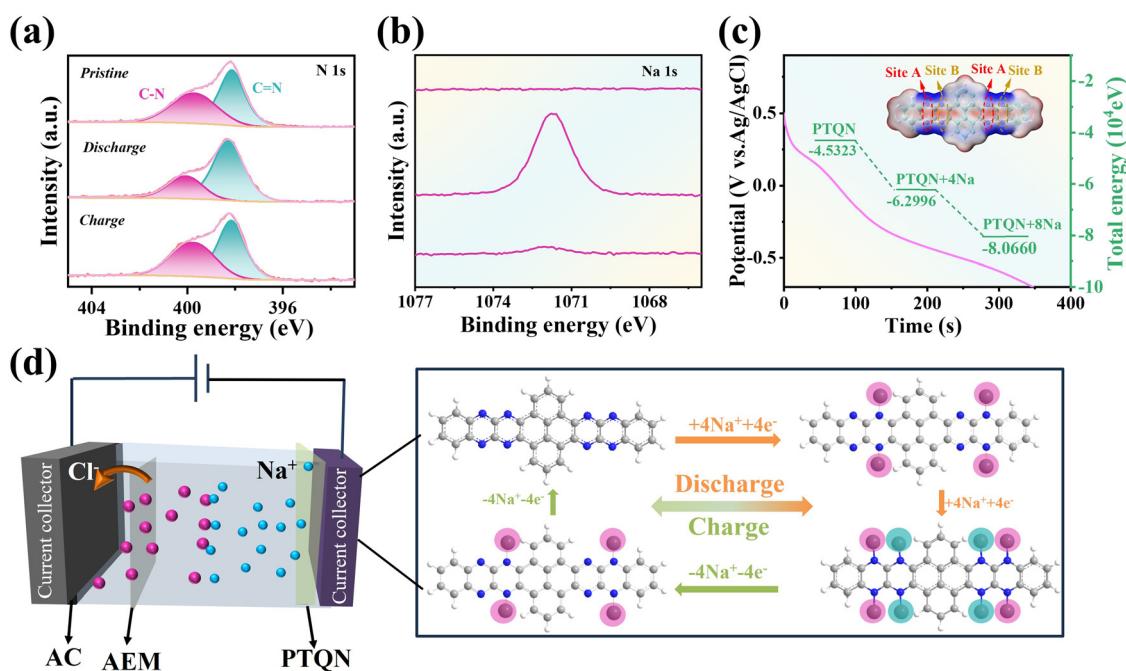 (a)
N 1s
Pristine
C-N
C=N
Discharge
Charge
Intensity (a.u.)
404
400
396
Binding energy (eV)
(b)
Na 1s
Intensity (a.u.)
1077
1074
1071
1068
Binding energy (eV)
(c)
Site A
Site B
Site A
Site B
PTQN
-4.5323
PTQN+4Na
-6.2996
PTQN+8Na
-8.0660
Potential (V vs.Ag/AgCl)
0.5
0.0
-0.5
0
100
200
300
400
Time (s)
-2
-4
-6
-8
-10
Total energy (10⁴eV)
(d)
Current collector
Cl-
Na+
Current collector
AC
AEM
PTQN
+4Na⁺+4e⁻
Discharge
Charge
-4Na⁺-4e⁻
+4Na⁺+4e⁻
-4Na⁺-4e⁻